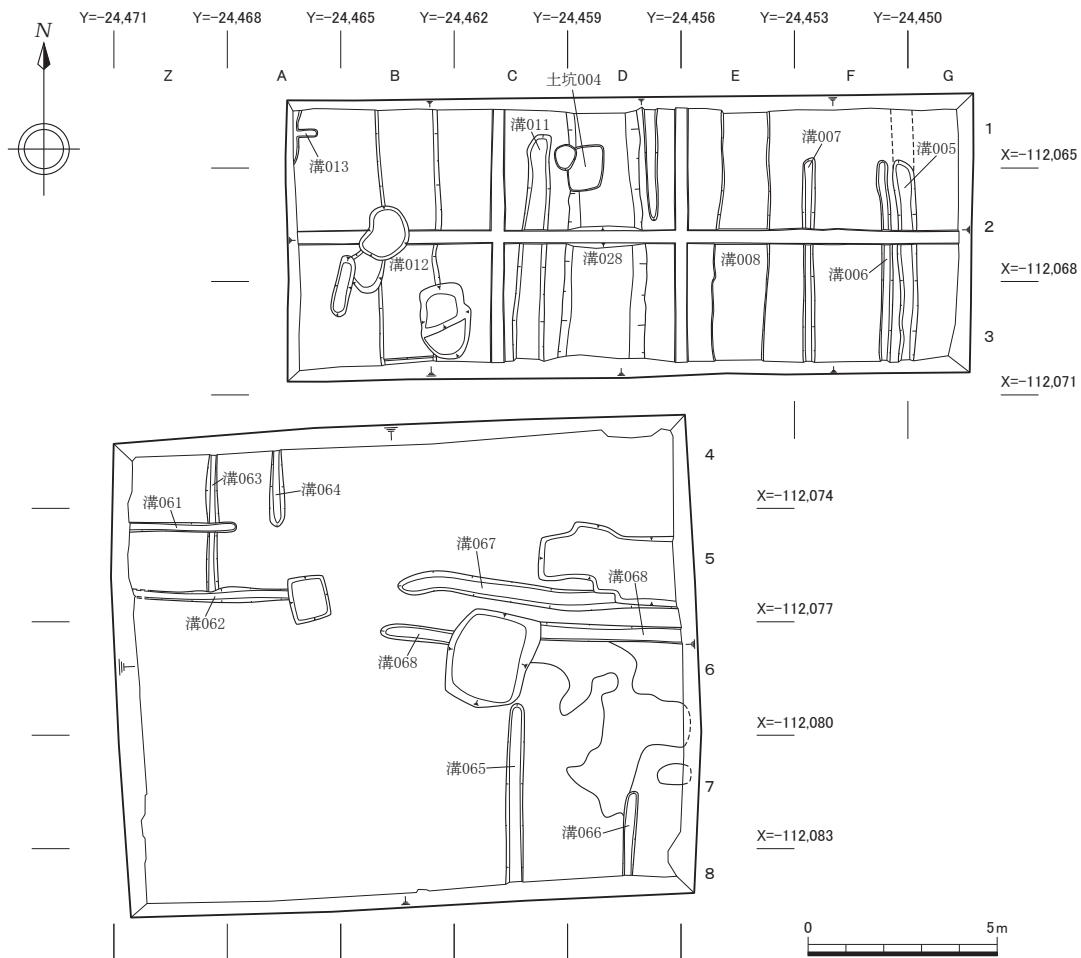 Y=-24,471 Y=-24,468 Y=-24,465 Y=-24,462 Y=-24,459 Y=-24,456 Y=-24,453 Y=-24,450
N
Z A B C D E F G
土坑004
溝011
溝007
溝005
溝013
1
X=-112,065
2
溝012
溝028
溝008
溝006
X=-112,068
3
X=-112,071
4
溝063
溝064
溝061
X=-112,074
溝067
5
溝068
溝062
X=-112,077
溝068
6
X=-112,080
溝065
7
溝066
X=-112,083
8
0 5m